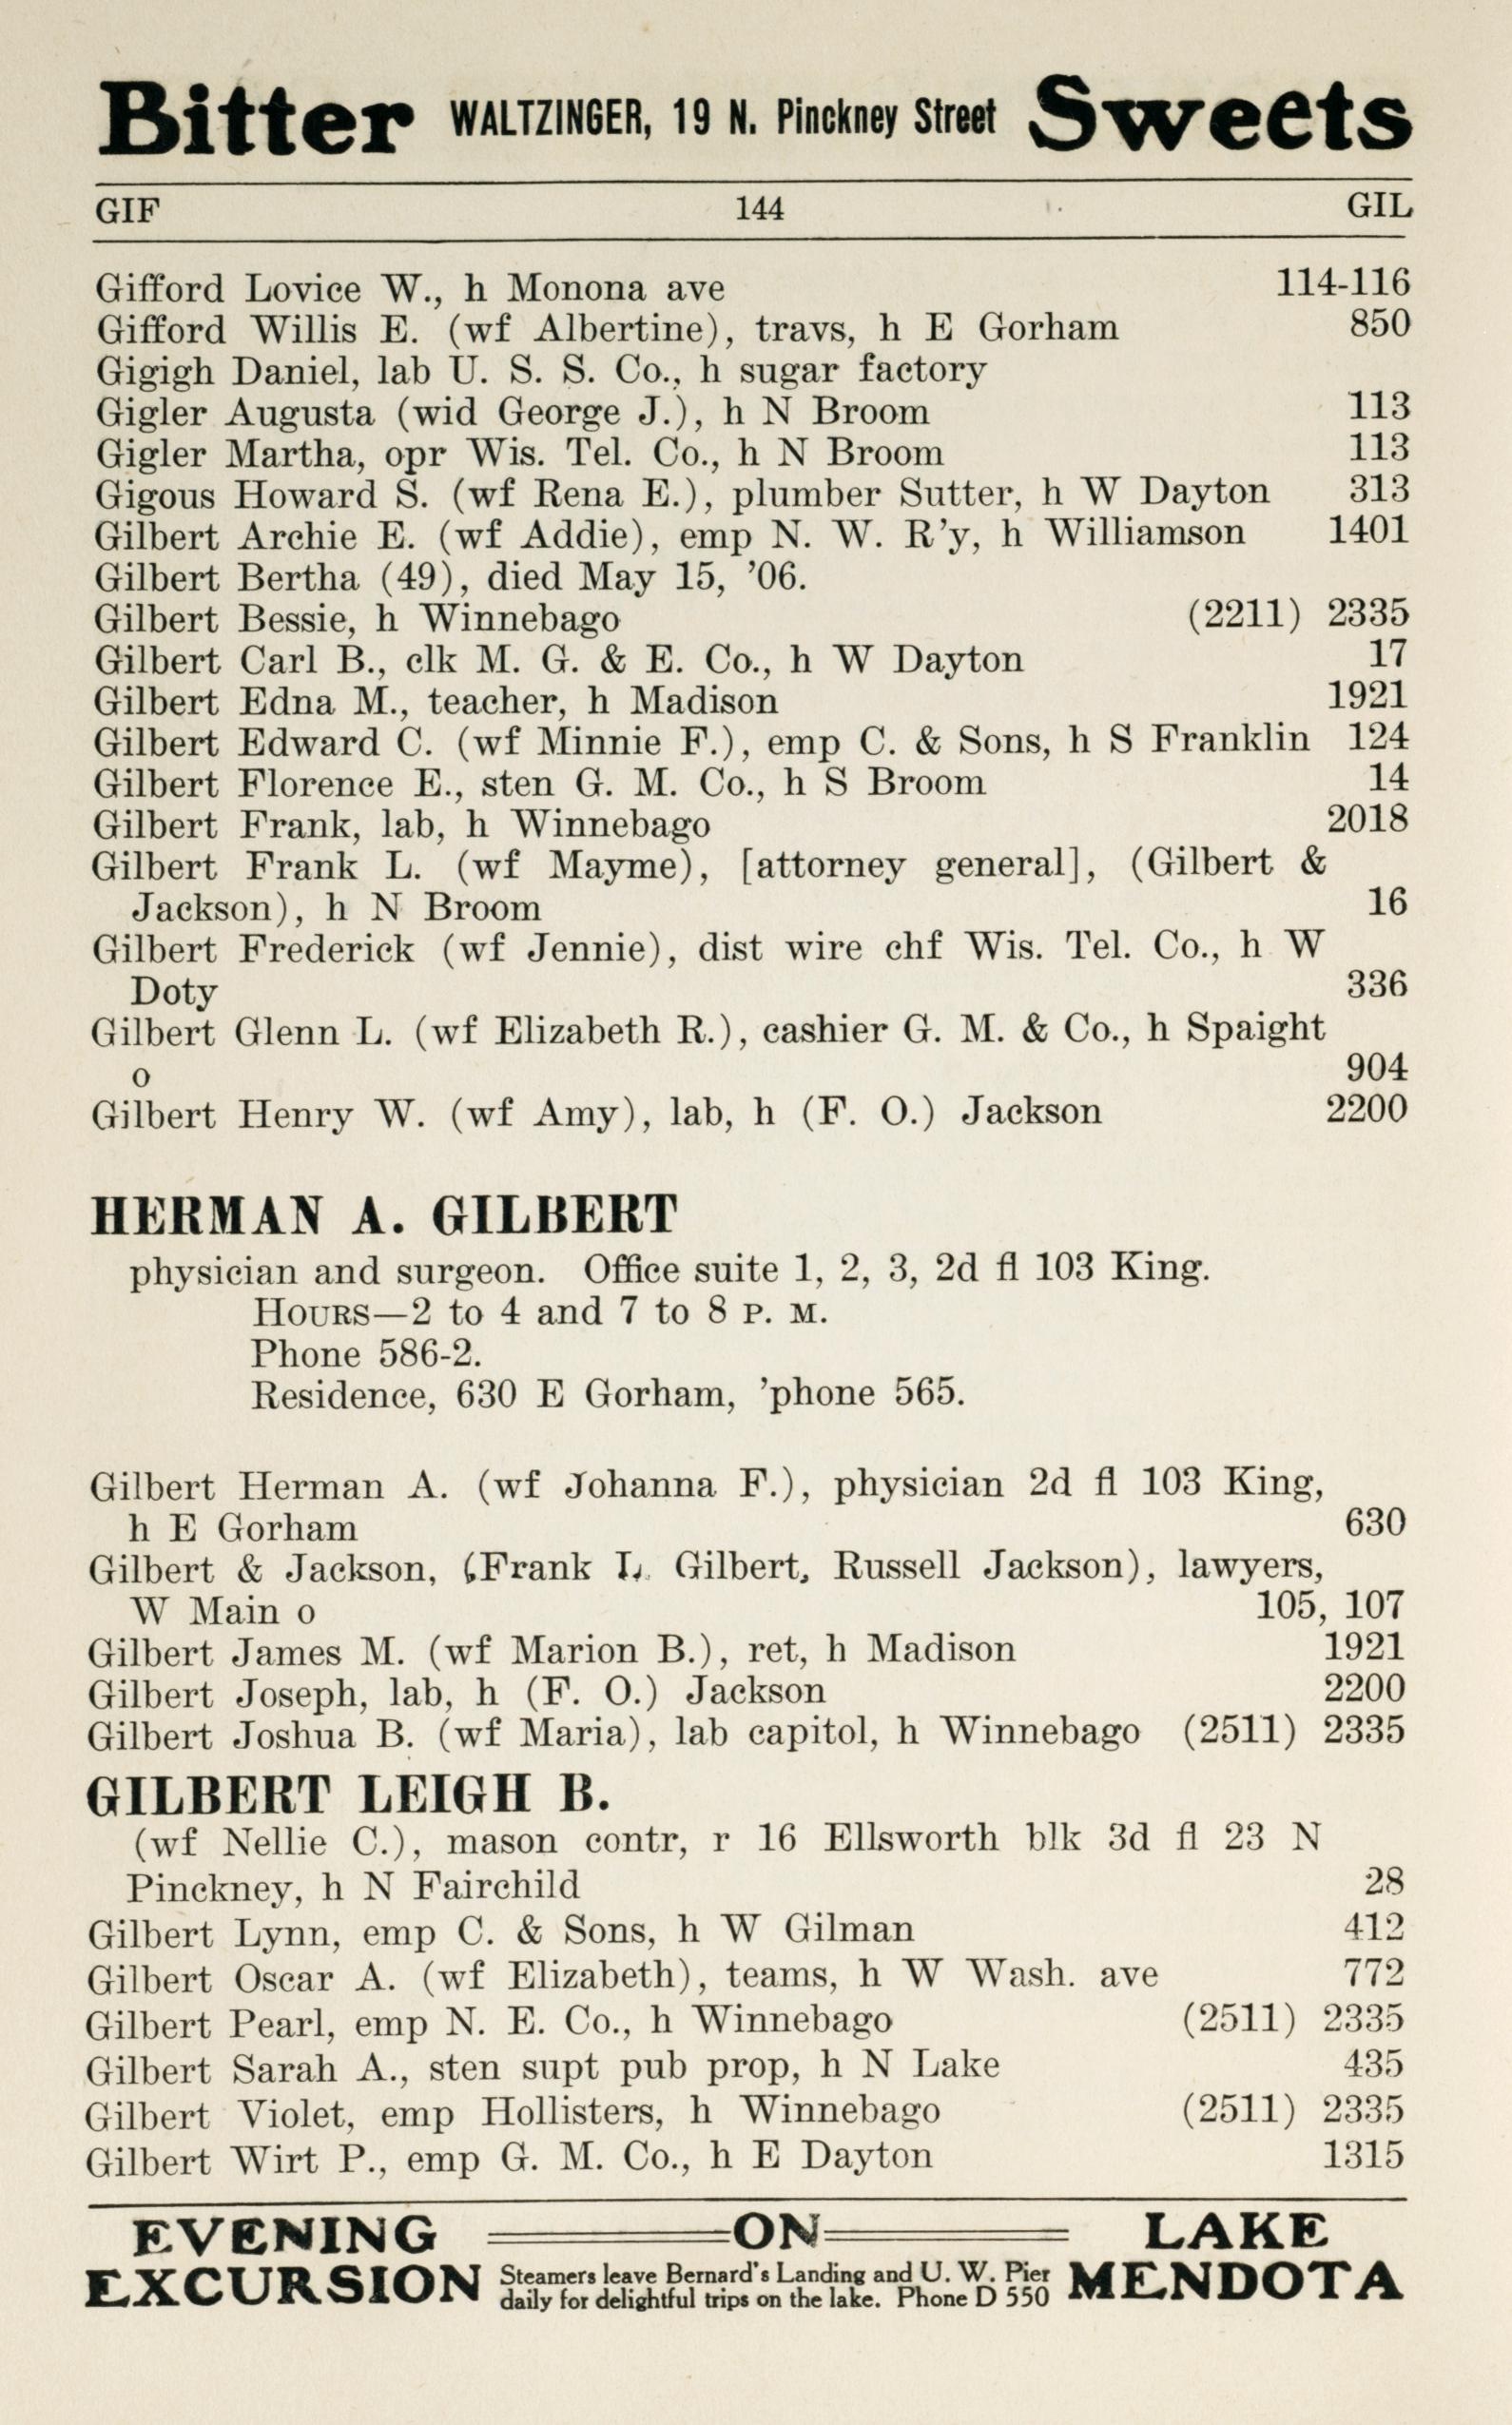 Bitter WALTZINGER, 19 N. Pinckney Street Sweets
GIF 144 GIL
Gifford Lovice W., h Monona ave 114-116
Gifford Willis E. (wf Albertine), travs, h E Gorham 850
Gigigh Daniel, lab U. S. S. Co., h sugar factory
Gigler Augusta (wid George J.), h N Broom 113
Gigler Martha, opr Wis. Tel. Co., h N Broom 113
Gigous Howard S. (wf Rena E.), plumber Sutter, h W Dayton 313
Gilbert Archie E. (wf Addie), emp N. W. R'y, h Williamson 1401
Gilbert Bertha (49), died May 15, '06.
Gilbert Bessie, h Winnebago (2211) 2335
Gilbert Carl B., clk M. G. & E. Co., h W Dayton 17
Gilbert Edna M., teacher, h Madison 1921
Gilbert Edward C. (wf Minnie F.), emp C. & Sons, h S Franklin 124
Gilbert Florence E., sten G. M. Co., h S Broom 14
Gilbert Frank, lab, h Winnebago 2018
Gilbert Frank L. (wf Mayme), [attorney general], (Gilbert &
Jackson), h N Broom 16
Gilbert Frederick (wf Jennie), dist wire chf Wis. Tel. Co., h W
Doty 336
Gilbert Glenn L. (wf Elizabeth R.), cashier G. M. & Co., h Spaight
o 904
Gilbert Henry W. (wf Amy), lab, h (F. O.) Jackson 2200
HERMAN A. GILBERT
physician and surgeon. Office suite 1, 2, 3, 2d fl 103 King.
HOURS—2 to 4 and 7 to 8 P. M.
Phone 586-2.
Residence, 630 E Gorham, 'phone 565.
Gilbert Herman A. (wf Johanna F.), physician 2d fl 103 King,
h E Gorham 630
Gilbert & Jackson, (Frank L. Gilbert, Russell Jackson), lawyers,
W Main o 105, 107
Gilbert James M. (wf Marion B.), ret, h Madison 1921
Gilbert Joseph, lab, h (F. O.) Jackson 2200
Gilbert Joshua B. (wf Maria), lab capitol, h Winnebago (2511) 2335
GILBERT LEIGH B.
(wf Nellie C.), mason contr, r 16 Ellsworth blk 3d fl 23 N
Pinckney, h N Fairchild 28
Gilbert Lynn, emp C. & Sons, h W Gilman 412
Gilbert Oscar A. (wf Elizabeth), teams, h W Wash. ave 772
Gilbert Pearl, emp N. E. Co., h Winnebago (2511) 2335
Gilbert Sarah A., sten supt pub prop, h N Lake 435
Gilbert Violet, emp Hollisters, h Winnebago (2511) 2335
Gilbert Wirt P., emp G. M. Co., h E Dayton 1315
EVENING ON LAKE
EXCURSION Steamers leave Bernard's Landing and U. W. Pier MENDOTA
daily for delightful trips on the lake. Phone D 550